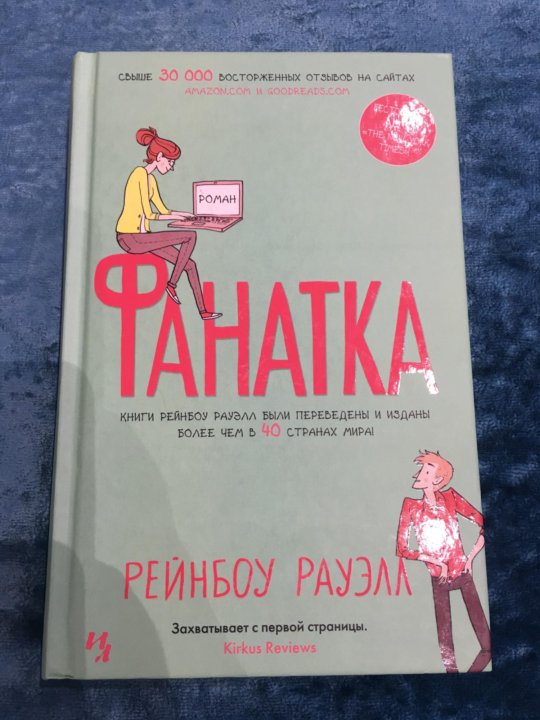 СВЫШЕ 30 000 ВОСТОРЖЕННЫХ ОТЗЫВОВ НА САЙТАХ
AMAZON.COM И GOODREADS.COM
РОМАН
ФАНАТКА
КНИГИ РЕЙНБОУ РАУЭЛЛ БЫЛИ ПЕРЕВЕДЕНЫ И ИЗДАНЫ
БОЛЕЕ ЧЕМ В 40 СТРАНАХ МИРА!
РЕЙНБОУ РАУЭЛЛ
Захватывает с первой страницы.
Kirkus Reviews
ИЛ